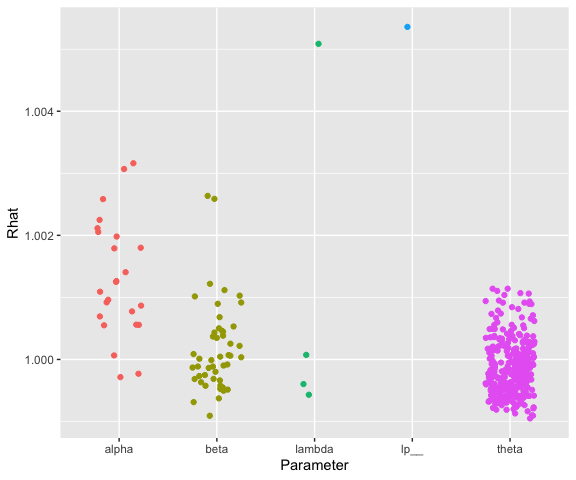 1.004
1.002
1.000
Rhat
alpha beta lambda lp__ theta
Parameter